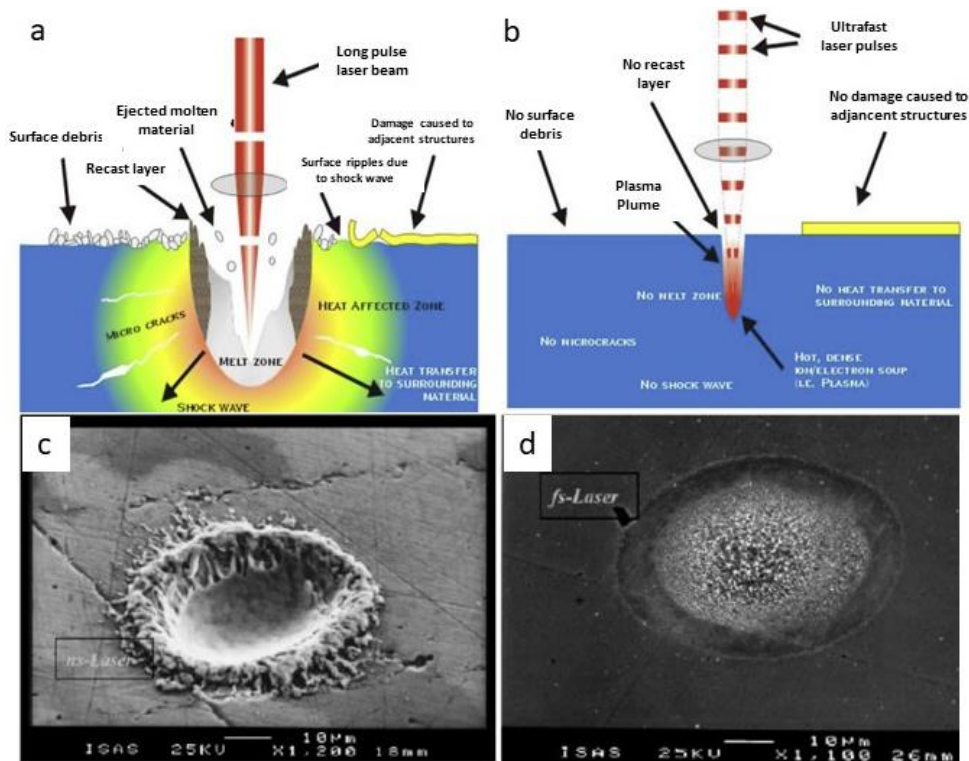 a
Long pulse
laser beam
Ejected molten
material
Surface debris
Recast layer
Damage caused to
adjacent structures
Surface ripples due
to shock wave
MICRO CRACKS
HEAT AFFECTED ZONE
MELT ZONE
HEAT TRANSFER
TO SURROUNDING
MATERIAL
SHOCK WAVE
b
Ultrafast
laser pulses
No recast
layer
No surface
debris
No damage caused to
adjancent structures
Plasma
Plume
NO MELT ZONE
NO HEAT TRANSFER TO
SURROUNDING MATERIAL
NO MICROCRACKS
HOT, DENSE
ION/ELECTRON SOUP
(I.E. PLASMA)
NO SHOCK WAVE
c
ns-Laser
10μm
ISAS 25KV X1,200 18mm
d
fs-Laser
10μm
ISAS 25KV X1,100 26mm